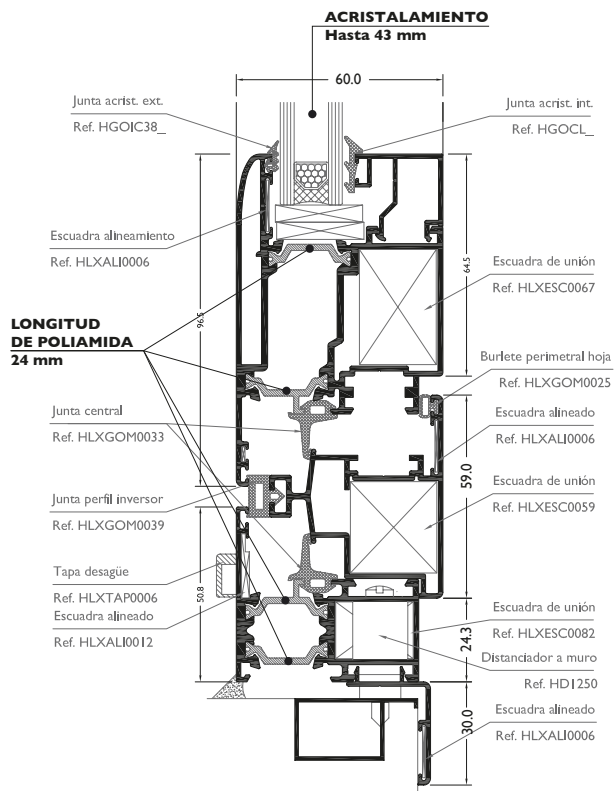 ACRISTALAMIENTO
Hasta 43 mm
60.0
Junta acrist. ext.
Ref. HGOIC38_
Junta acrist. int.
Ref. HGOCL_
Escuadra alineamiento
Ref. HLXALI0006
96.5
64.5
Escuadra de unión
Ref. HLXESC0067
LONGITUD
DE POLIAMIDA
24 mm
Burlete perimetral hoja
Ref. HLXGOM0025
Junta central
Ref. HLXGOM0033
Escuadra alineado
Ref. HLXALI0006
59.0
Junta perfil inversor
Ref. HLXGOM0039
Escuadra de unión
Ref. HLXESC0059
Tapa desagüe
Ref. HLXTAP0006
50.8
Escuadra alineado
Ref. HLXALI0012
Escuadra de unión
Ref. HLXESC0082
24.3
Distanciador a muro
Ref. HD1250
30.0
Escuadra alineado
Ref. HLXALI0006